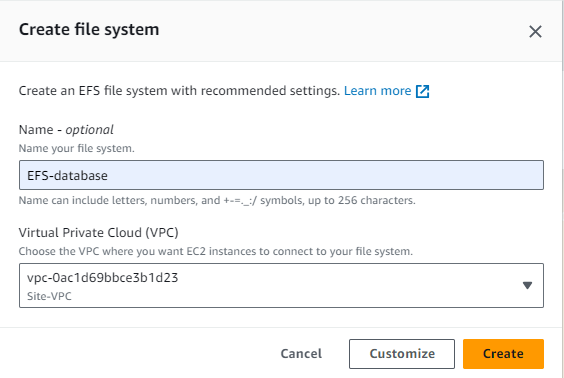 Create file system
Create an EFS file system with recommended settings. Learn more
Name - optional
Name your file system.
EFS-database
Name can include letters, numbers, and +-=._:/ symbols, up to 256 characters.
Virtual Private Cloud (VPC)
Choose the VPC where you want EC2 instances to connect to your file system.
vpc-0ac1d69bbce3b1d23
Site-VPC
Cancel Customize Create